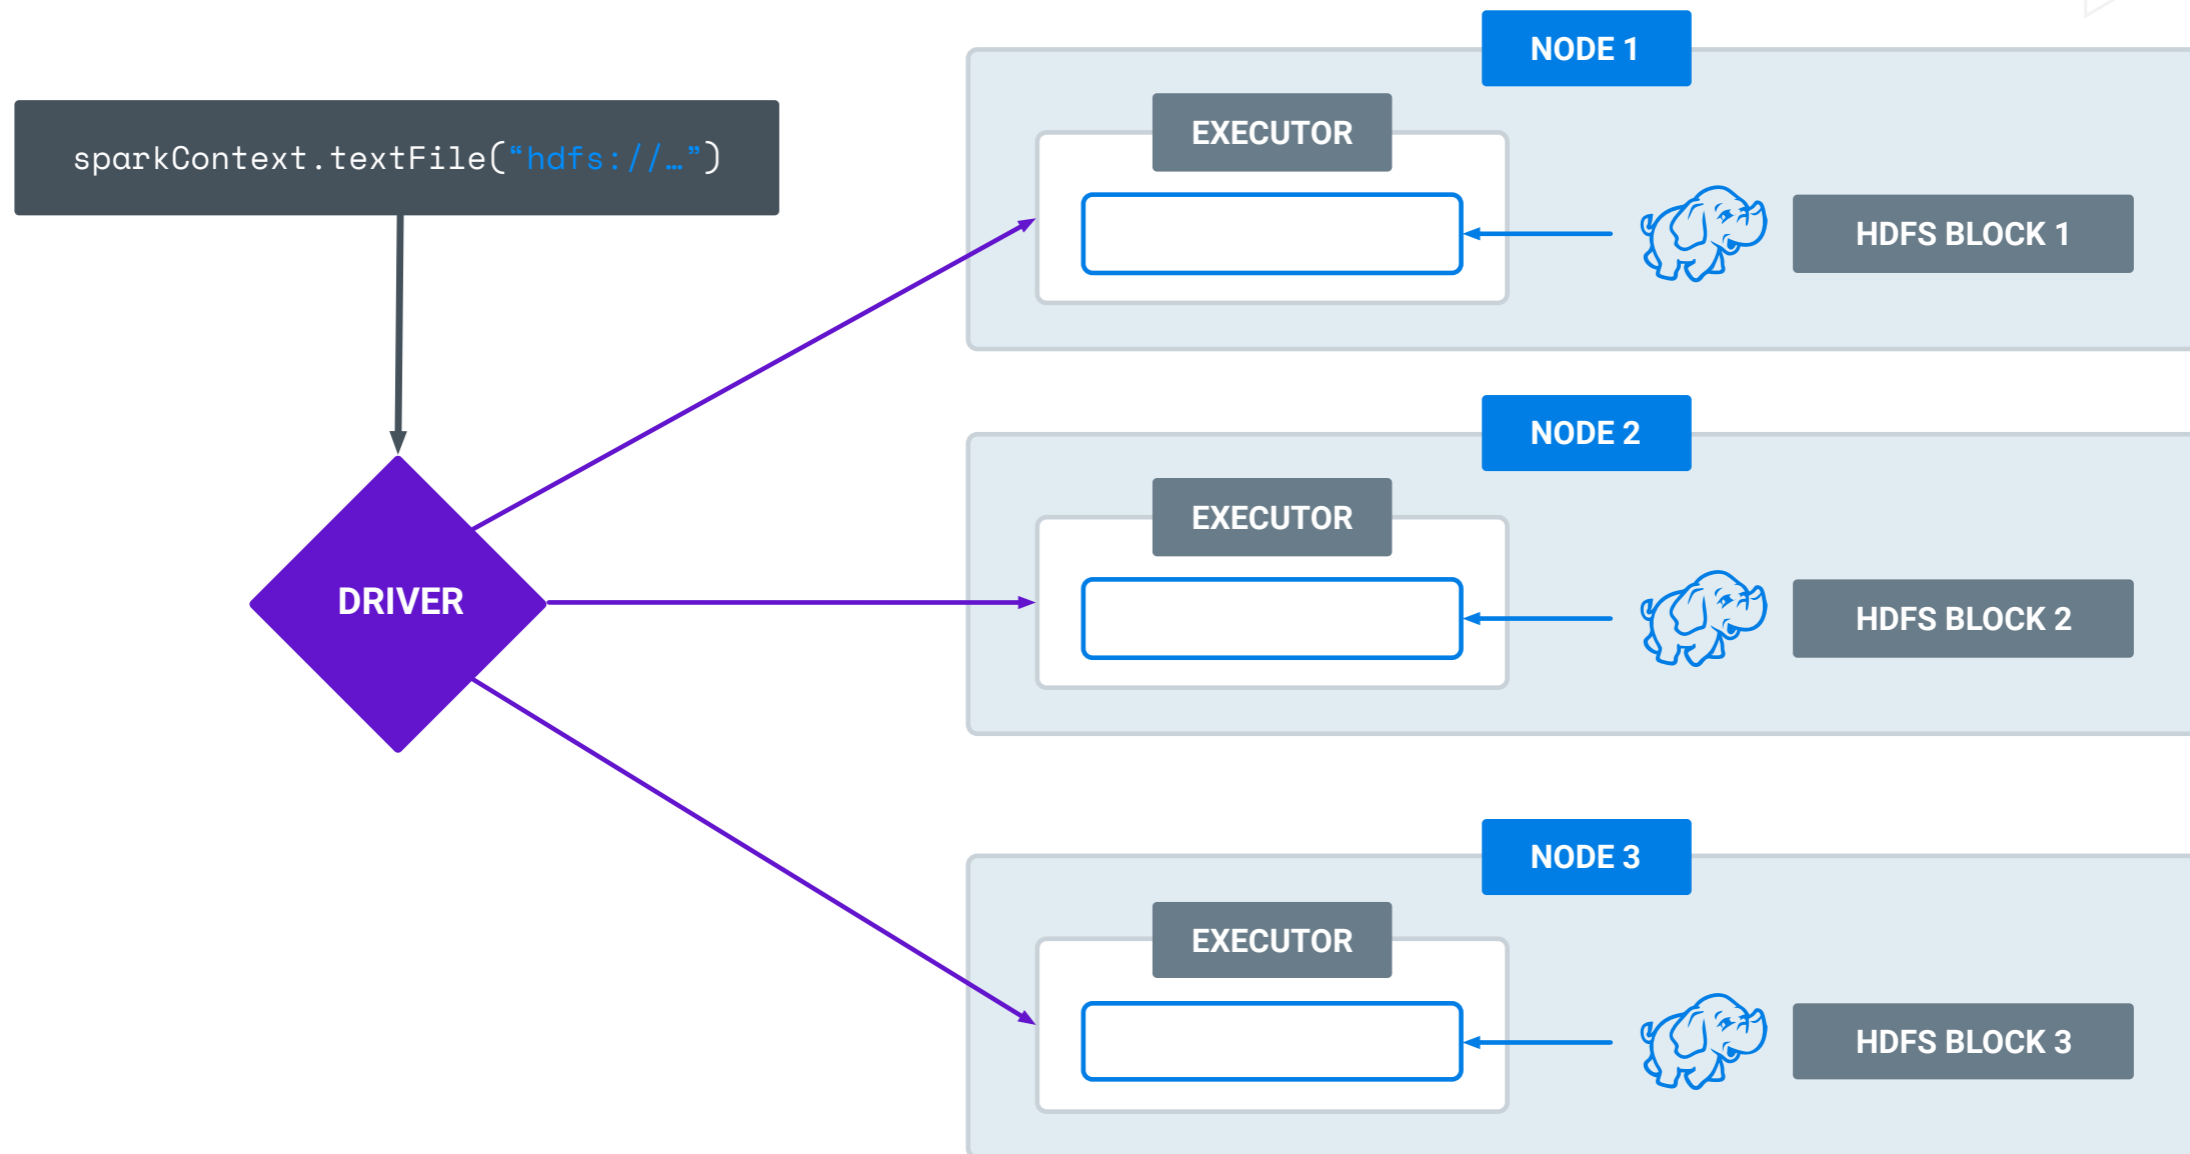 sparkContext.textFile(“hdfs://…”)
DRIVER
NODE 1
EXECUTOR
HDFS BLOCK 1
NODE 2
EXECUTOR
HDFS BLOCK 2
NODE 3
EXECUTOR
HDFS BLOCK 3